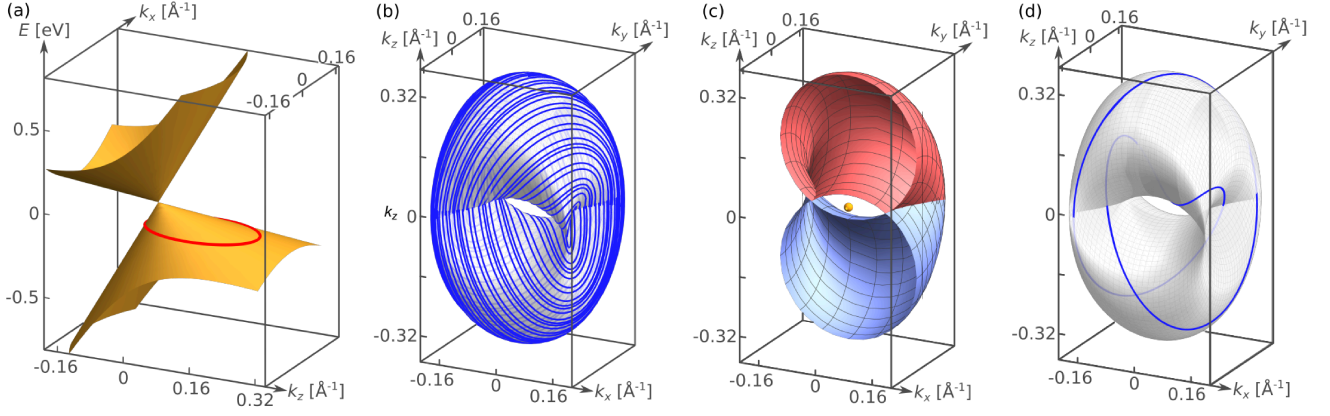 (a)
k_x [Å⁻¹]
E [eV]
0.16
0
-0.16
0.5
0
-0.5
-0.16
0
0.16
0.32
k_z [Å⁻¹]
(b)
0.16
0
k_z [Å⁻¹]
k_y [Å⁻¹]
0.32
k_z
0
-0.32
-0.16
0
0.16
k_x [Å⁻¹]
(c)
0.16
0
k_z [Å⁻¹]
k_y [Å⁻¹]
0.32
0
-0.32
-0.16
0
0.16
k_x [Å⁻¹]
(d)
0.16
0
k_z [Å⁻¹]
k_y [Å⁻¹]
0.32
0
-0.32
-0.16
0
0.16
k_x [Å⁻¹]